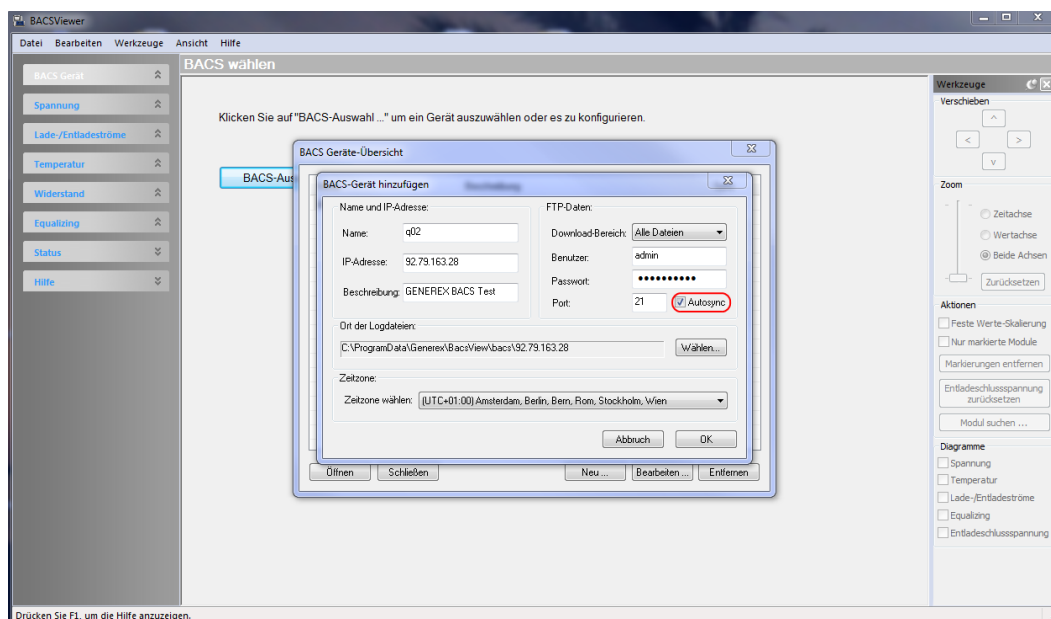 BACSViewer
Datei Bearbeiten Werkzeuge Ansicht Hilfe
BACS wählen
BACS Gerät
Spannung
Lade-/Entladeströme
Temperatur
Widerstand
Equalizing
Status
Hilfe
Klicken Sie auf "BACS-Auswahl ..." um ein Gerät auszuwählen oder es zu konfigurieren.
BACS-Aus
BACS Geräte-Übersicht
BACS-Gerät hinzufügen
Name und IP-Adresse:
Name: q02
IP-Adresse: 92.79.163.28
Beschreibung: GENEREX BACS Test
FTP-Daten:
Download-Bereich: Alle Dateien
Benutzer: admin
Passwort: ••••••••••
Port: 21 Autosync
Ort der Logdateien:
C:\ProgramData\Generex\BacsView\bacs\92.79.163.28 Wählen...
Zeitzone:
Zeitzone wählen: (UTC+01:00) Amsterdam, Berlin, Bern, Rom, Stockholm, Wien
Abbruch OK
Öffnen Schließen Neu ... Bearbeiten ... Entfernen
Werkzeuge
Verschieben
Zoom
Zeitachse
Wertachse
Beide Achsen
Zurücksetzen
Aktionen
Feste Werte-Skalierung
Nur markierte Module
Markierungen entfernen
Entladeschlussspannung
zurücksetzen
Modul suchen ...
Diagramme
Spannung
Temperatur
Lade-/Entladeströme
Equalizing
Entladeschlussspannung
Drücken Sie F1, um die Hilfe anzuzeigen.